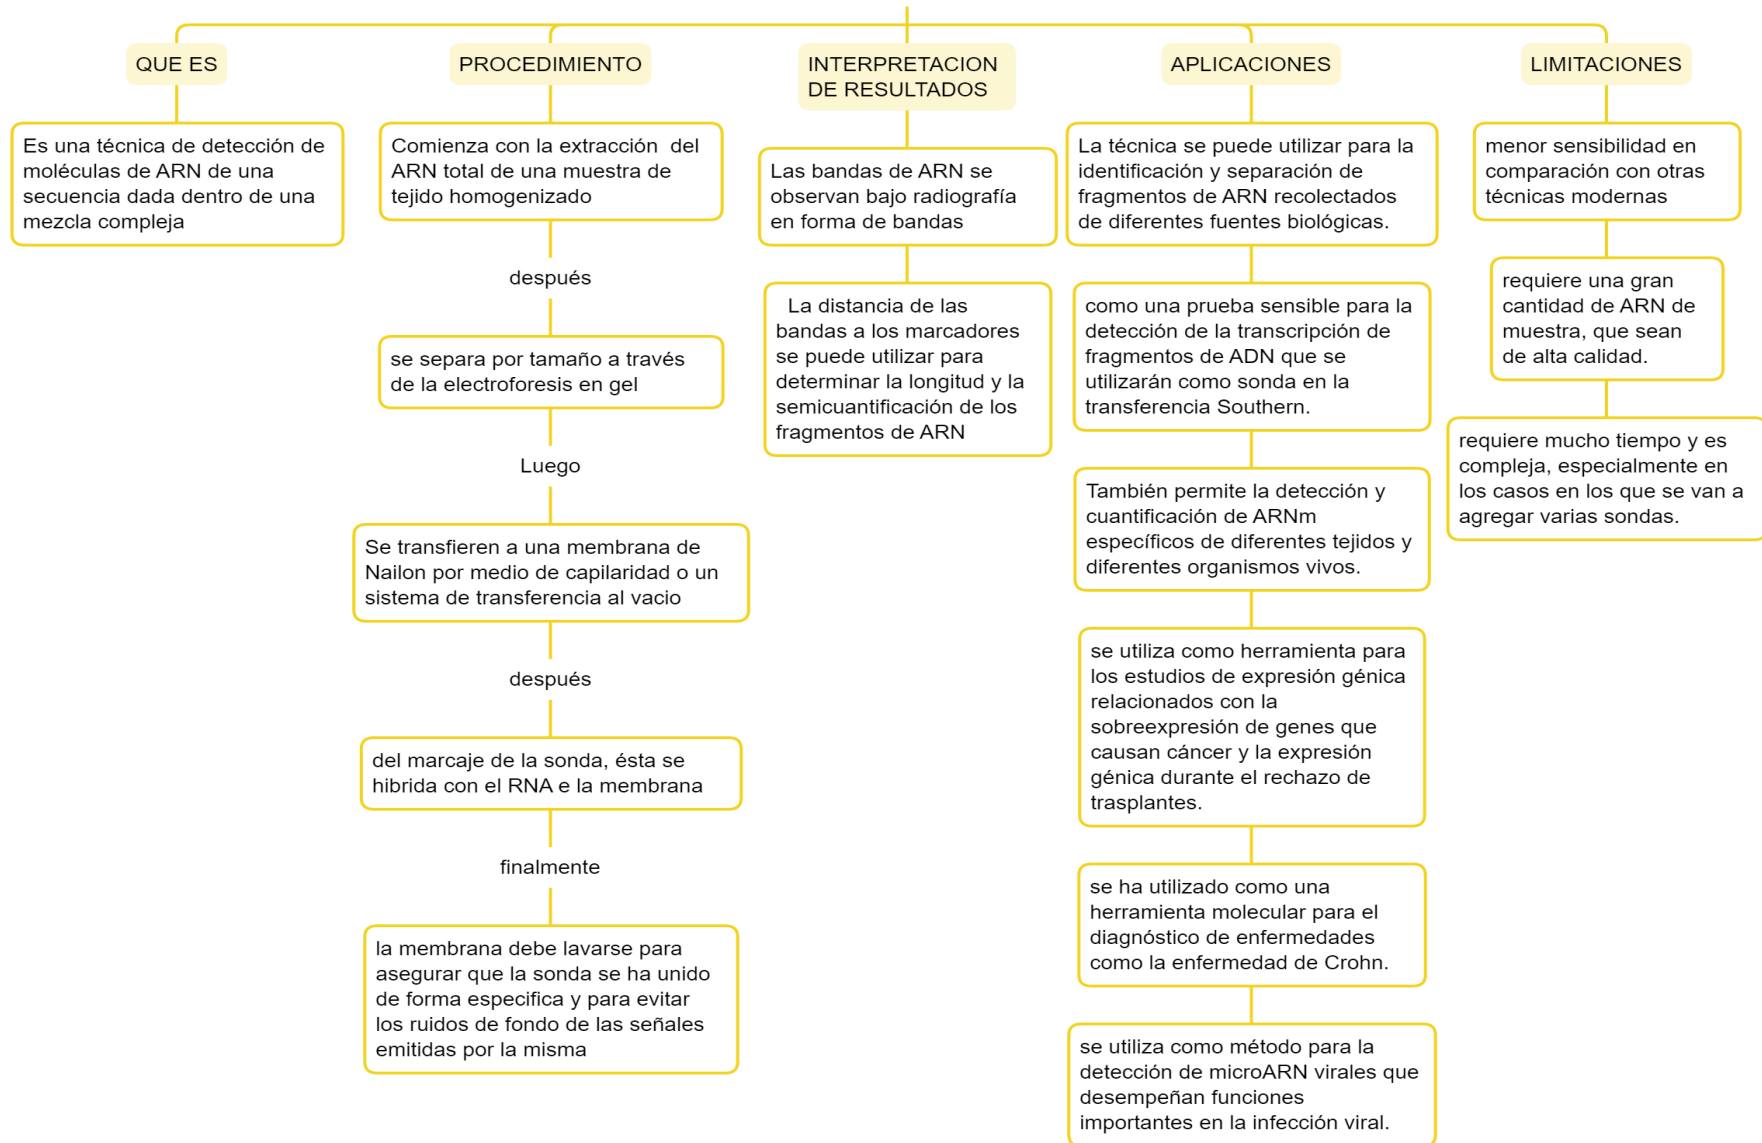 QUE ES
Es una técnica de detección de
moléculas de ARN de una
secuencia dada dentro de una
mezcla compleja
PROCEDIMIENTO
Comienza con la extracción  del
ARN total de una muestra de
tejido homogenizado
después
se separa por tamaño a través
de la electroforesis en gel
Luego
Se transfieren a una membrana de
Nailon por medio de capilaridad o un
sistema de transferencia al vacio
después
del marcaje de la sonda, ésta se
hibrida con el RNA e la membrana
finalmente
la membrana debe lavarse para
asegurar que la sonda se ha unido
de forma especifica y para evitar
los ruidos de fondo de las señales
emitidas por la misma
INTERPRETACION
DE RESULTADOS
Las bandas de ARN se
observan bajo radiografía
en forma de bandas
La distancia de las
bandas a los marcadores
se puede utilizar para
determinar la longitud y la
semicuantificación de los
fragmentos de ARN
APLICACIONES
La técnica se puede utilizar para la
identificación y separación de
fragmentos de ARN recolectados
de diferentes fuentes biológicas.
como una prueba sensible para la
detección de la transcripción de
fragmentos de ADN que se
utilizarán como sonda en la
transferencia Southern.
También permite la detección y
cuantificación de ARNm
específicos de diferentes tejidos y
diferentes organismos vivos.
se utiliza como herramienta para
los estudios de expresión génica
relacionados con la
sobreexpresión de genes que
causan cáncer y la expresión
génica durante el rechazo de
trasplantes.
se ha utilizado como una
herramienta molecular para el
diagnóstico de enfermedades
como la enfermedad de Crohn.
se utiliza como método para la
detección de microARN virales que
desempeñan funciones
importantes en la infección viral.
LIMITACIONES
menor sensibilidad en
comparación con otras
técnicas modernas
requiere una gran
cantidad de ARN de
muestra, que sean
de alta calidad.
requiere mucho tiempo y es
compleja, especialmente en
los casos en los que se van a
agregar varias sondas.